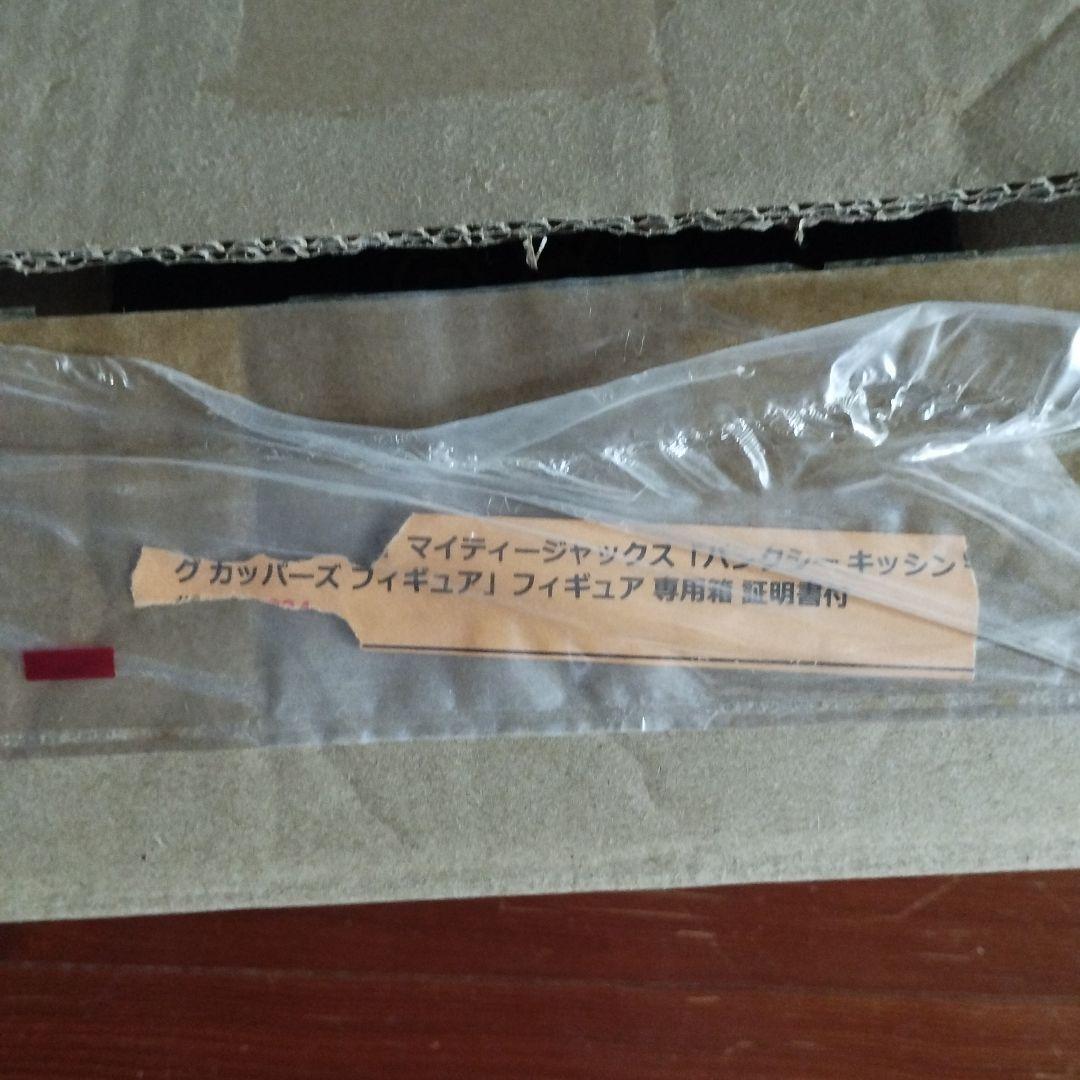 マイティージャックス「バンクシー キッシン
グ カッパーズ フィギュア」フィギュア 専用箱 証明書付